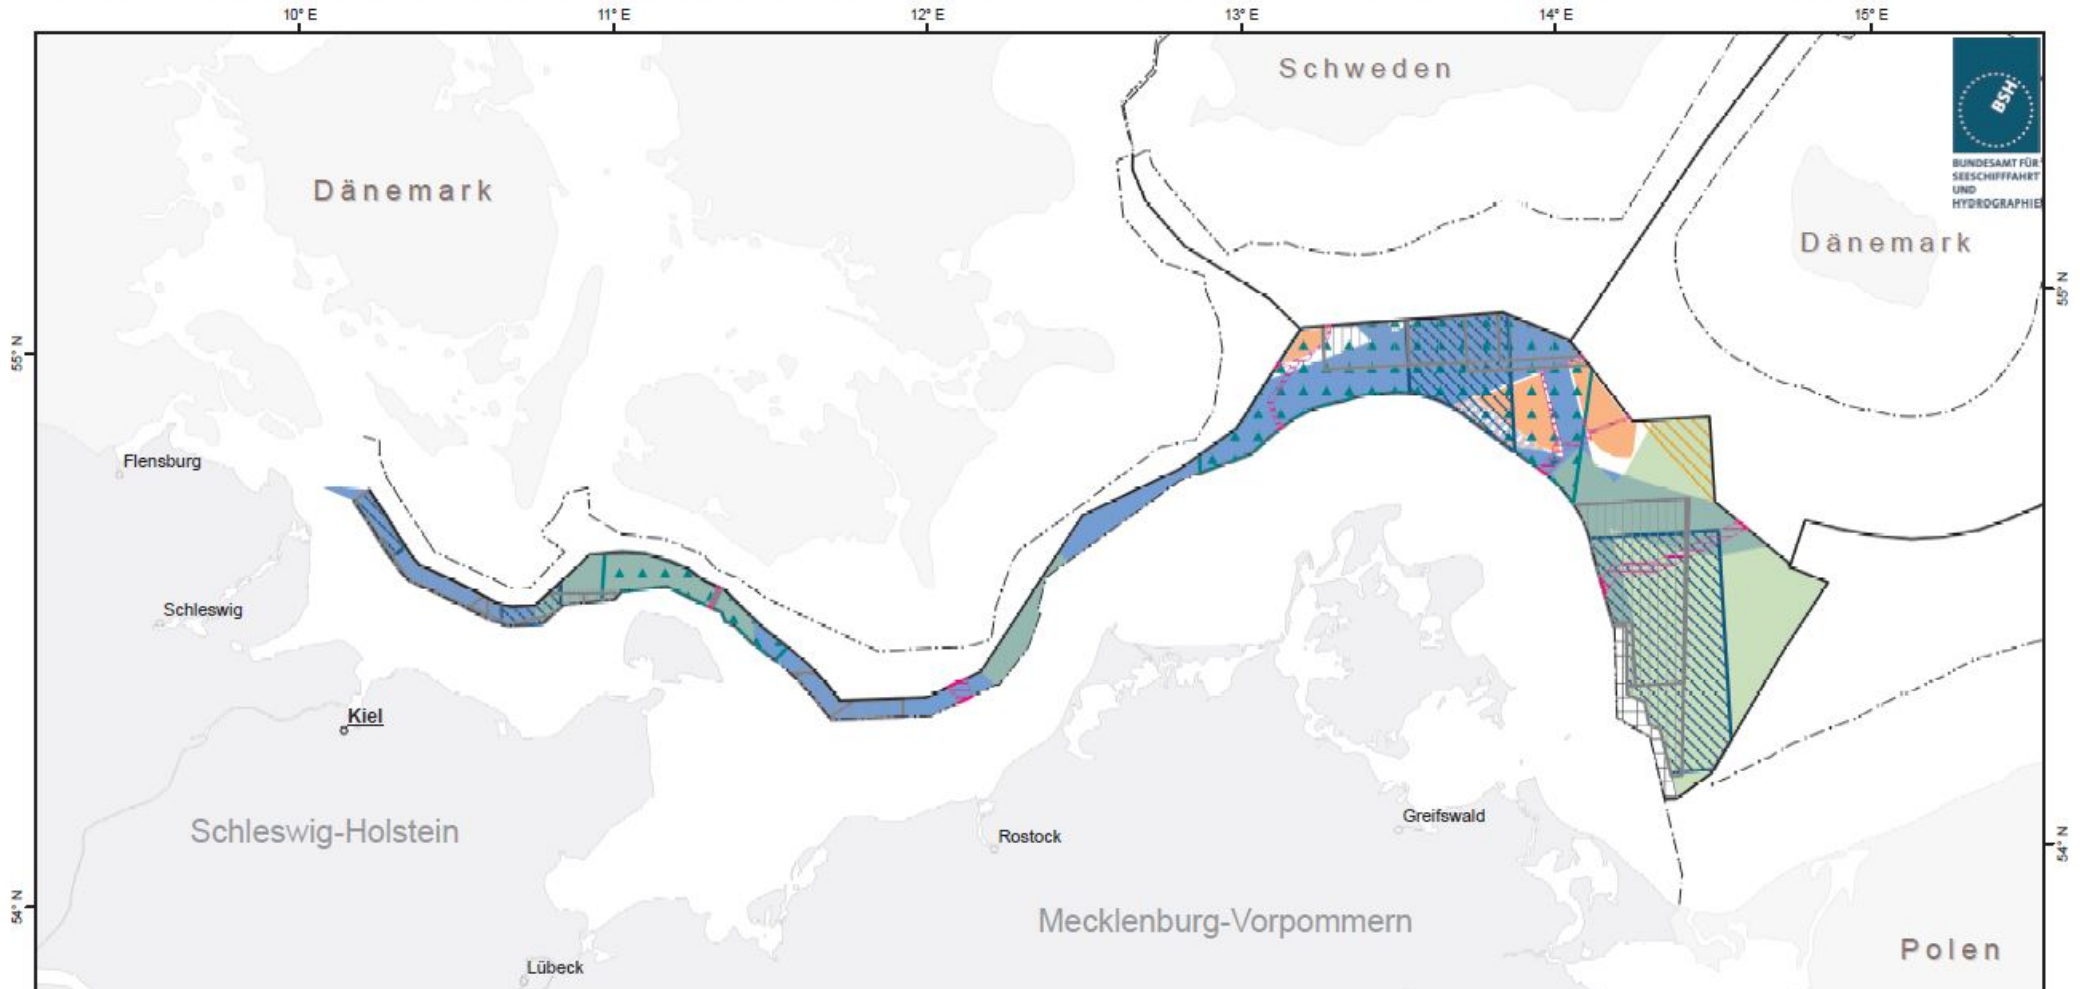 10° E
11° E
12° E
13° E
14° E
15° E
Schweden
BSH
BUNDESAMT FÜR
SEESCHIFFFAHRT
UND
HYDROGRAPHIE
Dänemark
Dänemark
55° N
55° N
Flensburg
Schleswig
Kiel
Schleswig-Holstein
Greifswald
Rostock
54° N
54° N
Mecklenburg-Vorpommern
Polen
Lübeck